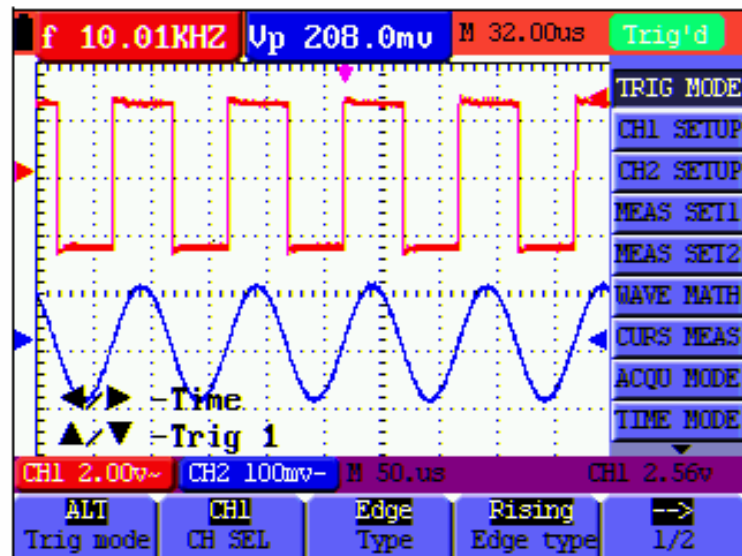 f 10.01KHZ Vp 208.0mv M 32.00us Trig'd
TRIG MODE
CH1 SETUP
CH2 SETUP
MEAS SET1
MEAS SET2
WAVE MATH
CURS MEAS
ACQU MODE
TIME MODE
◄/► -Time
▲/▼ -Trig 1
CH1 2.00v~ CH2 100mv- M 50.us CH1 2.56v
ALT CH1 Edge Rising -->
Trig mode CH SEL Type Edge type 1/2